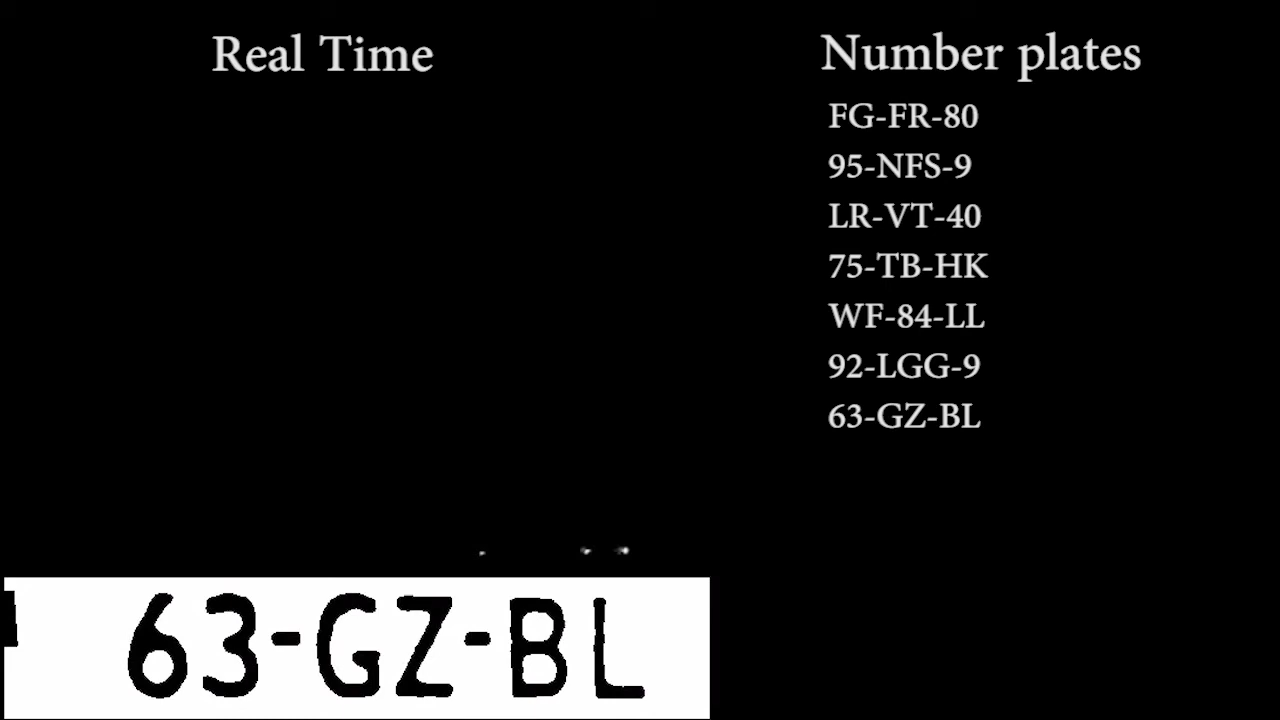 Real Time
Number plates
FG-FR-80
95-NFS-9
LR-VT-40
75-TB-HK
WF-84-LL
92-LGG-9
63-GZ-BL
63-GZ-BL